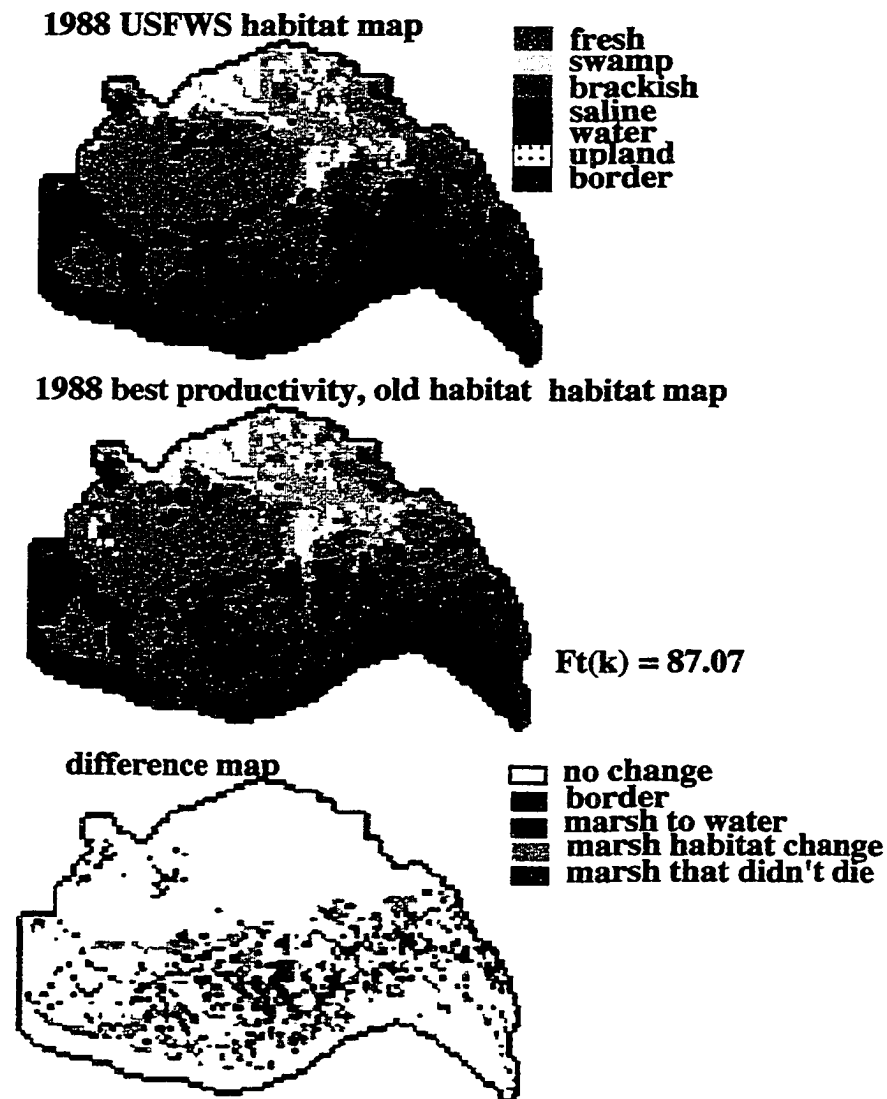 1988 USFWS habitat map
fresh
swamp
brackish
saline
water
upland
border
1988 best productivity, old habitat habitat map
Ft(k) = 87.07
difference map
no change
border
marsh to water
marsh habitat change
marsh that didn't die